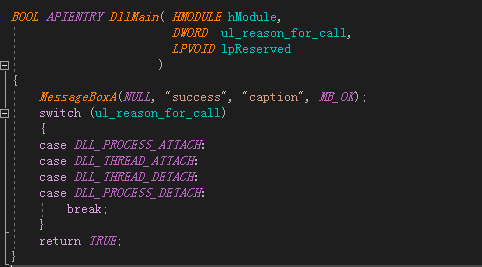 BOOL APIENTRY DllMain( HMODULE hModule,
DWORD  ul_reason_for_call,
LPVOID lpReserved
)
{
MessageBoxA(NULL, "success", "caption", MB_OK);
switch (ul_reason_for_call)
{
case DLL_PROCESS_ATTACH:
case DLL_THREAD_ATTACH:
case DLL_THREAD_DETACH:
case DLL_PROCESS_DETACH:
break;
}
return TRUE;
}